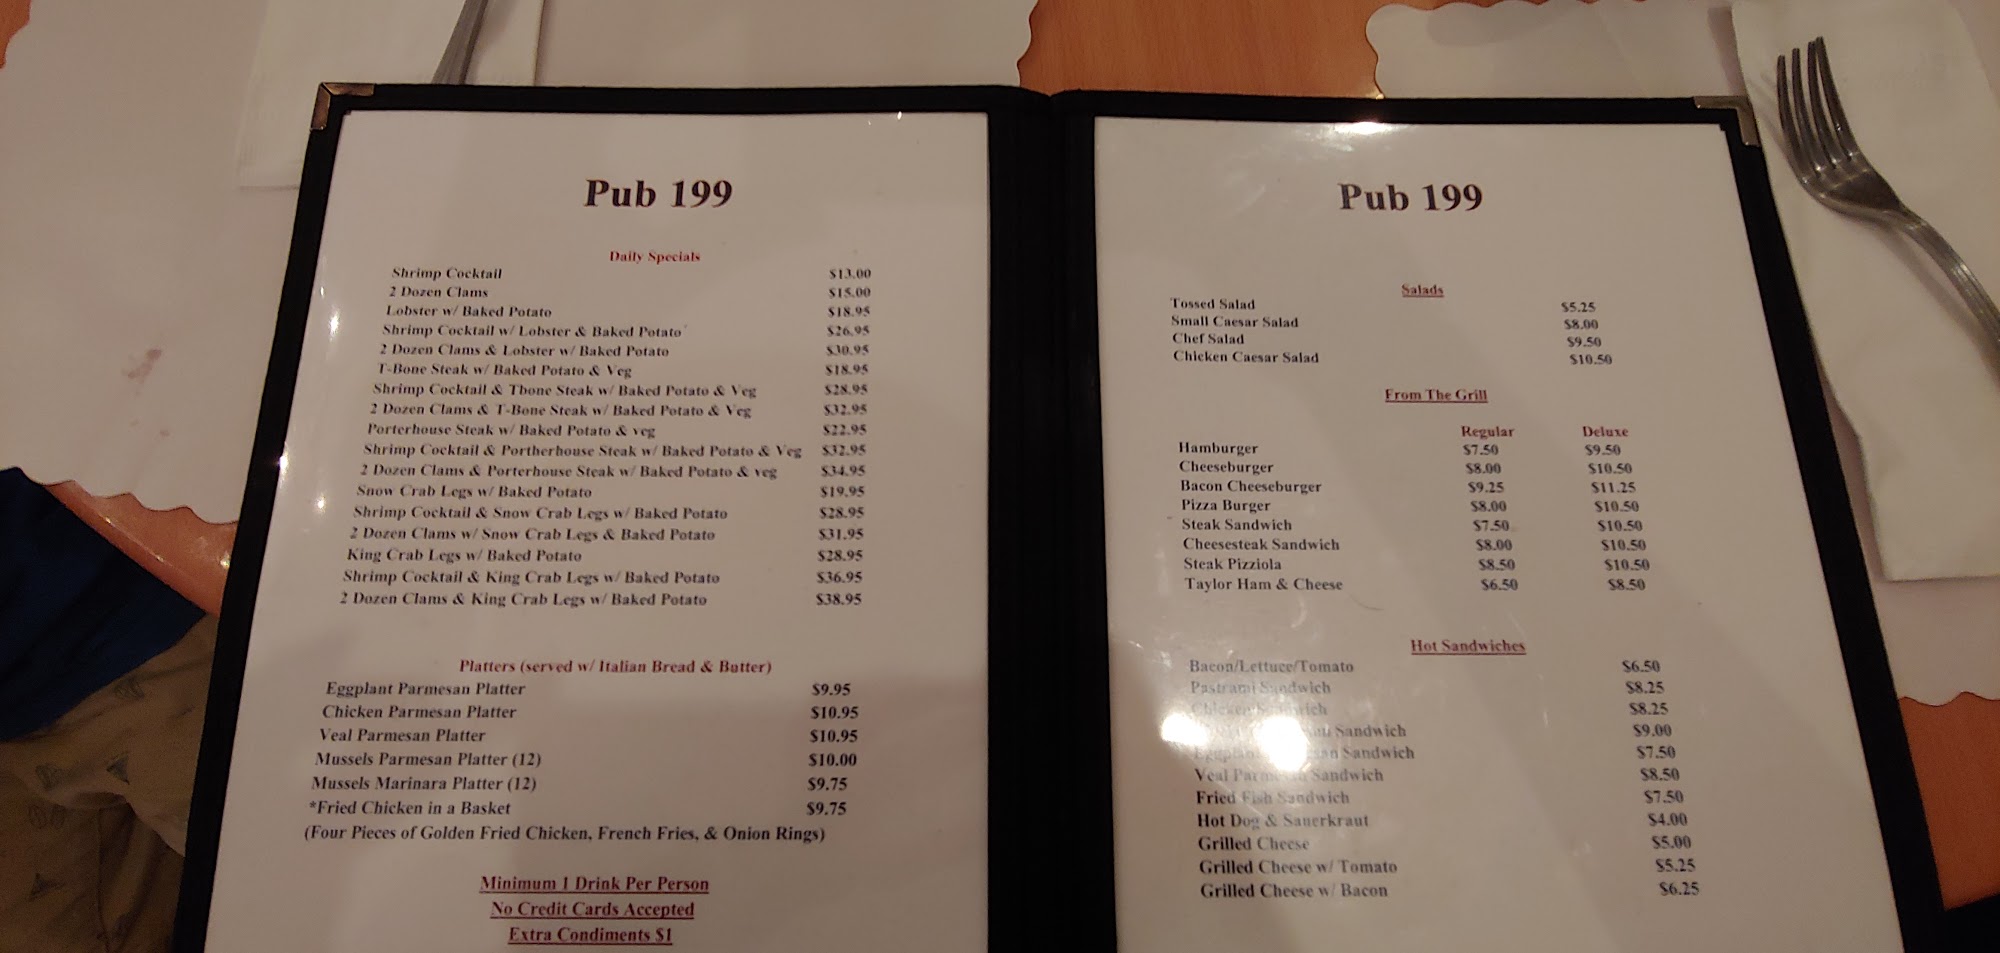 Pub 199
Daily Specials
Shrimp Cocktail $13.00
2 Dozen Clams $15.00
Lobster w/ Baked Potato $18.95
Shrimp Cocktail w/ Lobster & Baked Potato $26.95
2 Dozen Clams & Lobster w/ Baked Potato $30.95
T-Bone Steak w/ Baked Potato & Veg $18.95
Shrimp Cocktail & Tbone Steak w/ Baked Potato & Veg $28.95
2 Dozen Clams & T-Bone Steak w/ Baked Potato & Veg $32.95
Porterhouse Steak w/ Baked Potato & veg $22.95
Shrimp Cocktail & Portherhouse Steak w/ Baked Potato & Veg $32.95
2 Dozen Clams & Porterhouse Steak w/ Baked Potato & veg $34.95
Snow Crab Legs w/ Baked Potato $19.95
Shrimp Cocktail & Snow Crab Legs w/ Baked Potato $28.95
2 Dozen Clams w/ Snow Crab Legs & Baked Potato $31.95
King Crab Legs w/ Baked Potato $28.95
Shrimp Cocktail & King Crab Legs w/ Baked Potato $36.95
2 Dozen Clams & King Crab Legs w/ Baked Potato $38.95
Platters (served w/ Italian Bread & Butter)
Eggplant Parmesan Platter $9.95
Chicken Parmesan Platter $10.95
Veal Parmesan Platter $10.95
Mussels Parmesan Platter (12) $10.00
Mussels Marinara Platter (12) $9.75
*Fried Chicken in a Basket $9.75
(Four Pieces of Golden Fried Chicken, French Fries, & Onion Rings)
Minimum 1 Drink Per Person
No Credit Cards Accepted
Extra Condiments $1
Pub 199
Salads
Tossed Salad $5.25
Small Caesar Salad $8.00
Chef Salad $9.50
Chicken Caesar Salad $10.50
From The Grill
Regular Deluxe
Hamburger $7.50 $9.50
Cheeseburger $8.00 $10.50
Bacon Cheeseburger $9.25 $11.25
Pizza Burger $8.00 $10.50
Steak Sandwich $7.50 $10.50
Cheesesteak Sandwich $8.00 $10.50
Steak Pizziola $8.50 $10.50
Taylor Ham & Cheese $6.50 $8.50
Hot Sandwiches
Bacon/Lettuce/Tomato $6.50
Pastrami Sandwich $8.25
Chicken Sandwich $8.25
Sandwich $9.00
Eggplant Parmesan Sandwich $7.50
Veal Parmesan Sandwich $8.50
Fried Fish Sandwich $7.50
Hot Dog & Sauerkraut $4.00
Grilled Cheese $5.00
Grilled Cheese w/ Tomato $5.25
Grilled Cheese w/ Bacon $6.25